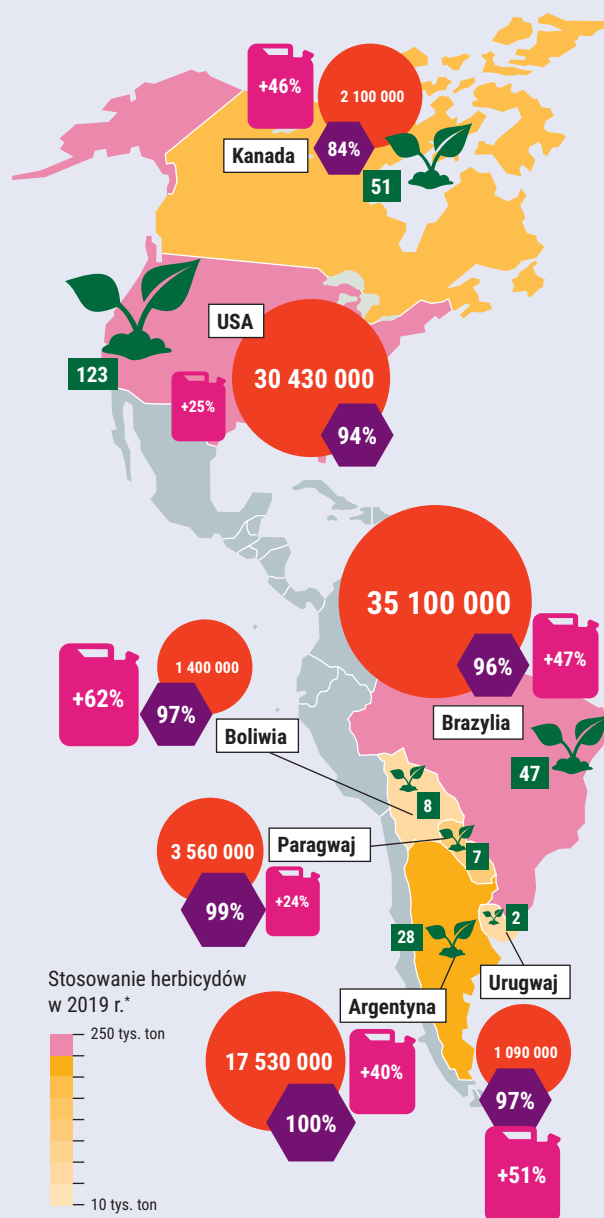 +46%
2 100 000
Kanada
84%
51
USA
123
30 430 000
+25%
94%
35 100 000
96%
+47%
Brazylia
47
1 400 000
+62%
97%
Boliwia
8
3 560 000
Paragwaj
7
99%
+24%
2
28
Urugwaj
Argentyna
17 530 000
+40%
100%
1 090 000
97%
+51%
Stosowanie herbicydów
w 2019 r.*
250 tys. ton
10 tys. ton